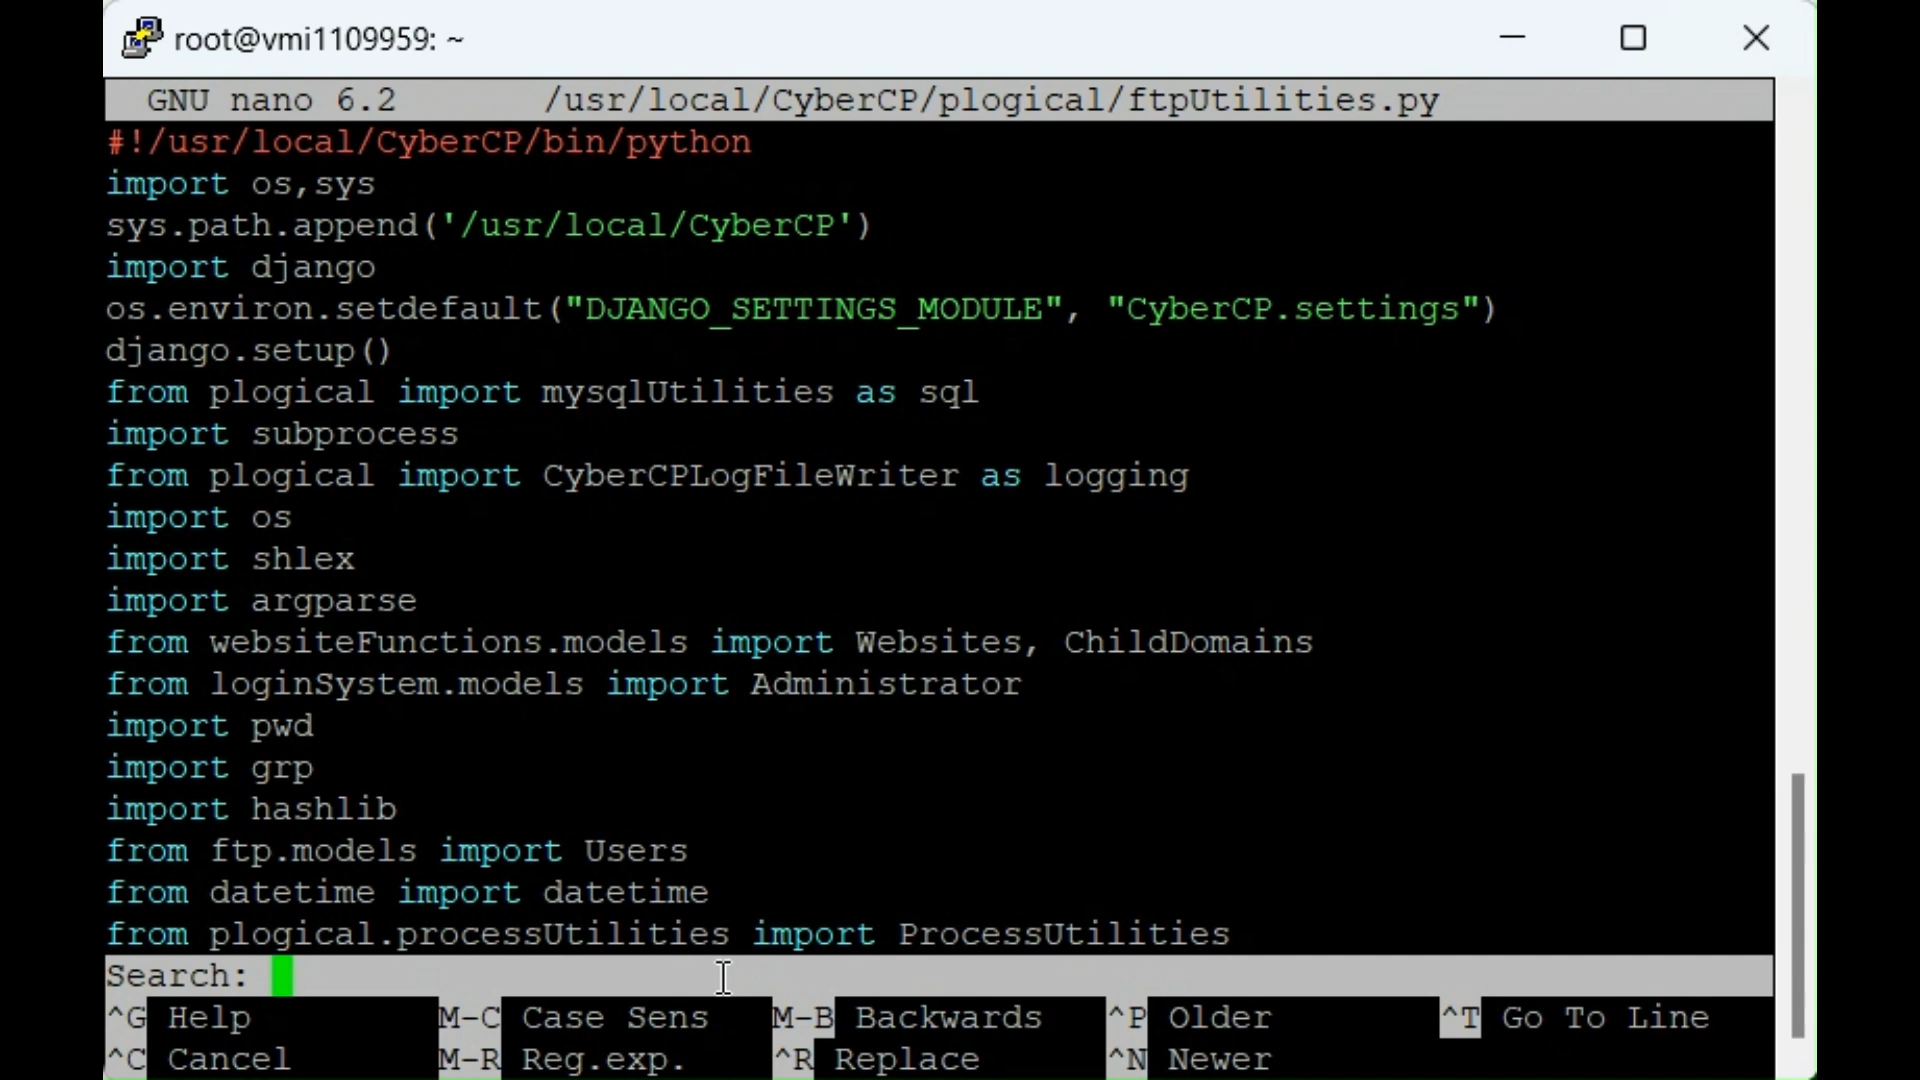 root@vmi1109959: ~
GNU nano 6.2 /usr/local/CyberCP/plogical/ftpUtilities.py
#!/usr/local/CyberCP/bin/python
import os,sys
sys.path.append('/usr/local/CyberCP')
import django
os.environ.setdefault("DJANGO_SETTINGS_MODULE", "CyberCP.settings")
django.setup()
from plogical import mysqlUtilities as sql
import subprocess
from plogical import CyberCPLogFileWriter as logging
import os
import shlex
import argparse
from websiteFunctions.models import Websites, ChildDomains
from loginSystem.models import Administrator
import pwd
import grp
import hashlib
from ftp.models import Users
from datetime import datetime
from plogical.processUtilities import ProcessUtilities
Search:
^G Help M-C Case Sens M-B Backwards ^P Older ^T Go To Line
^C Cancel M-R Reg.exp. ^R Replace ^N Newer